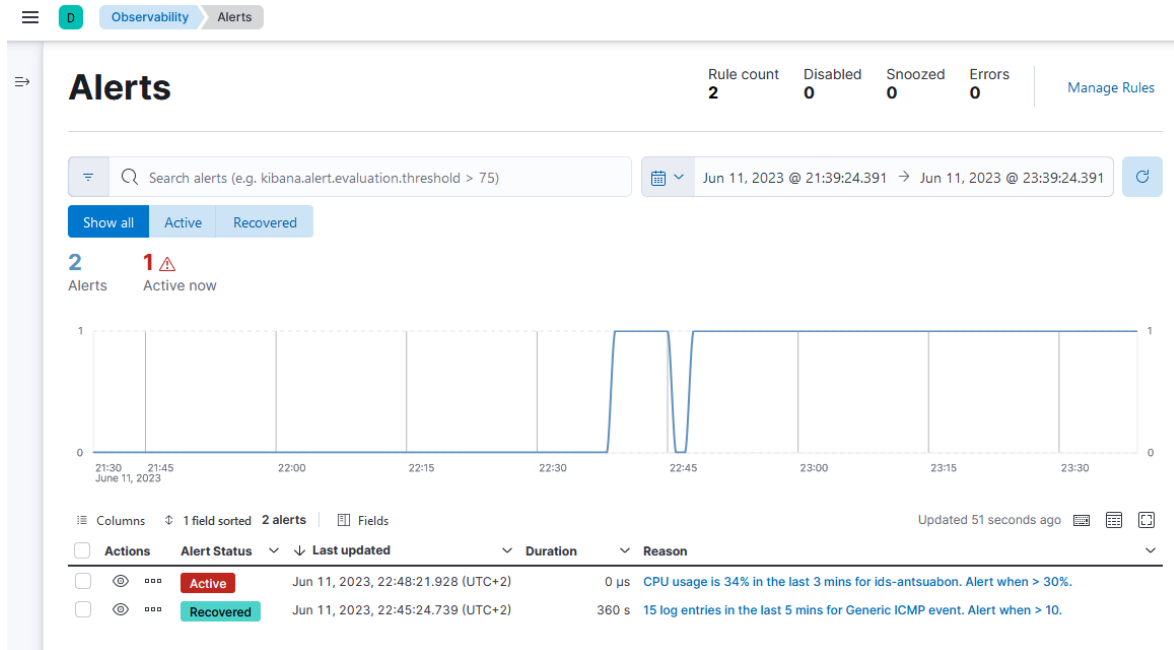 D Observability Alerts
Alerts
Rule count Disabled Snoozed Errors
2 0 0 0
Manage Rules
Search alerts (e.g. kibana.alert.evaluation.threshold > 75)
Jun 11, 2023 @ 21:39:24.391 → Jun 11, 2023 @ 23:39:24.391
Show all Active Recovered
2 1
Alerts Active now
1 1
0 0
21:30 21:45 22:00 22:15 22:30 22:45 23:00 23:15 23:30
June 11, 2023
Columns 1 field sorted 2 alerts Fields Updated 51 seconds ago
Actions Alert Status Last updated Duration Reason
Active Jun 11, 2023, 22:48:21.928 (UTC+2) 0 μs CPU usage is 34% in the last 3 mins for ids-antsuabon. Alert when > 30%.
Recovered Jun 11, 2023, 22:45:24.739 (UTC+2) 360 s 15 log entries in the last 5 mins for Generic ICMP event. Alert when > 10.